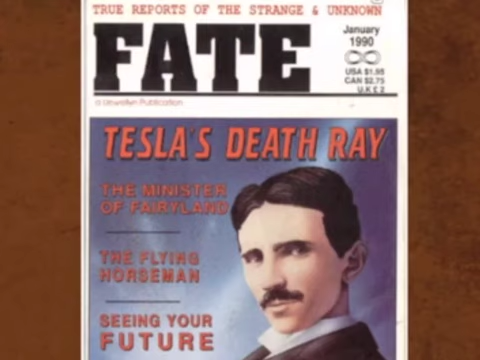 TRUE REPORTS OF THE STRANGE & UNKNOWN
FATE
January
1990
USA $1.95
CAN $2.75
U.K £ 2
a Llewellyn Publication
TESLA'S DEATH RAY
THE MINISTER
OF FAIRYLAND
THE FLYING
HORSEMAN
SEEING YOUR
FUTURE